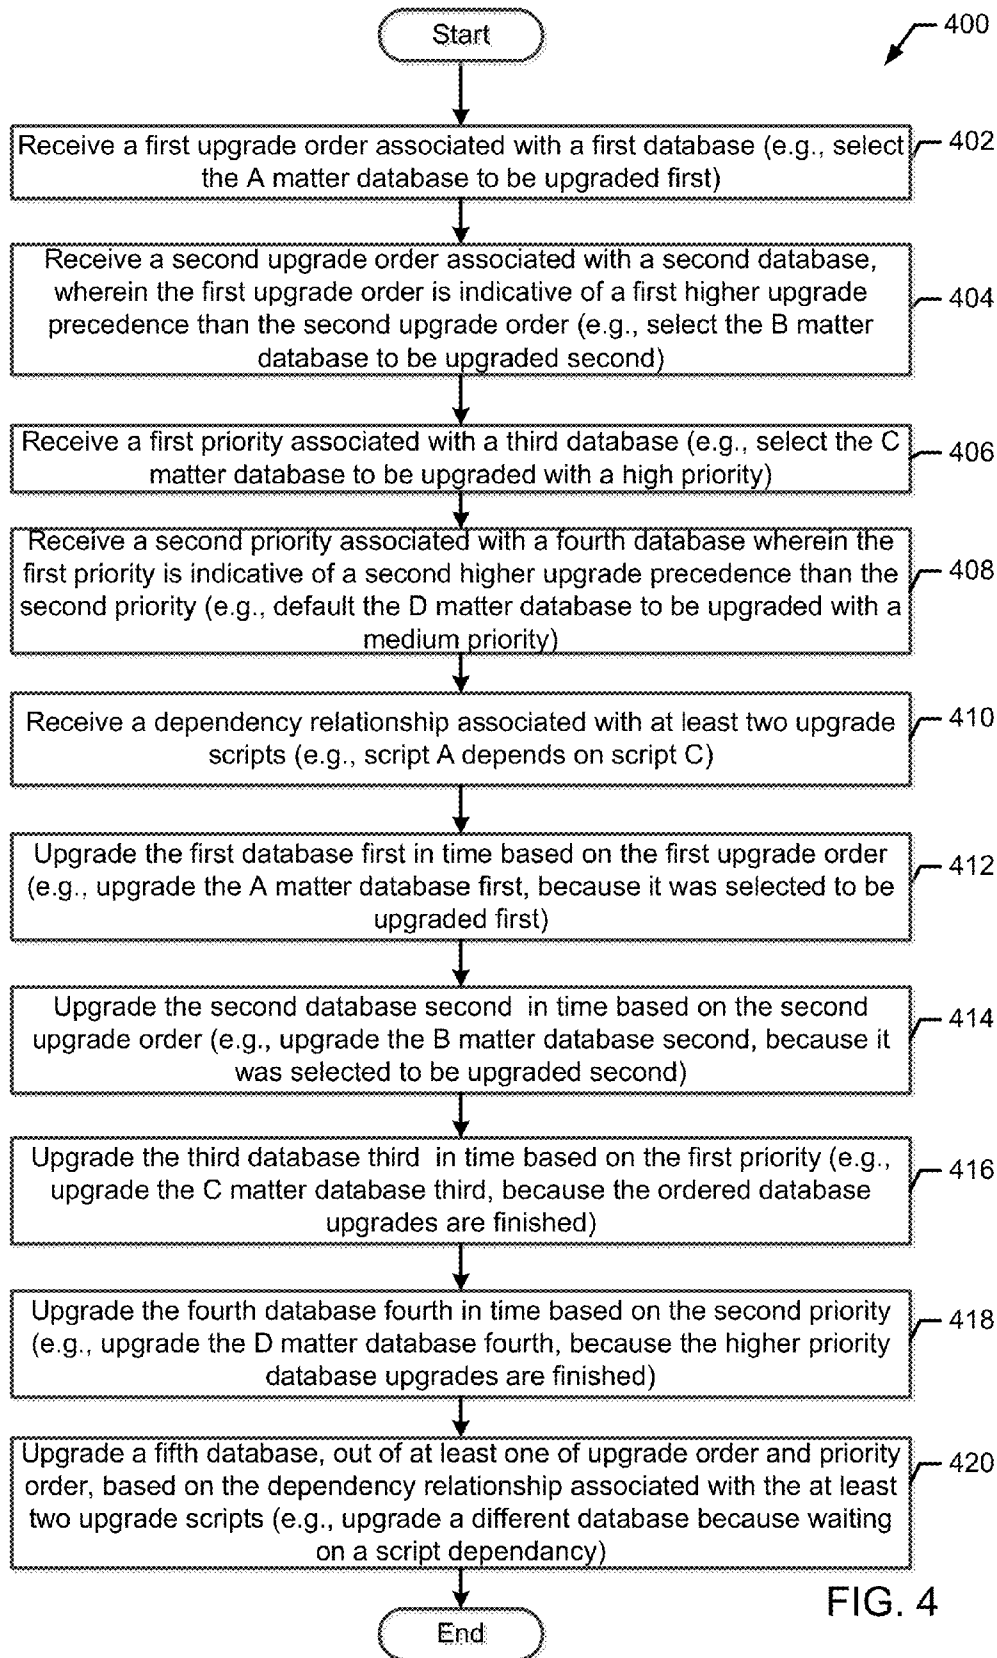 Start
400
Receive a first upgrade order associated with a first database (e.g., select
the A matter database to be upgraded first)
402
Receive a second upgrade order associated with a second database,
wherein the first upgrade order is indicative of a first higher upgrade
precedence than the second upgrade order (e.g., select the B matter
database to be upgraded second)
404
Receive a first priority associated with a third database (e.g., select the C
matter database to be upgraded with a high priority)
406
Receive a second priority associated with a fourth database wherein the
first priority is indicative of a second higher upgrade precedence than the
second priority (e.g., default the D matter database to be upgraded with a
medium priority)
408
Receive a dependency relationship associated with at least two upgrade
scripts (e.g., script A depends on script C)
410
Upgrade the first database first in time based on the first upgrade order
(e.g., upgrade the A matter database first, because it was selected to be
upgraded first)
412
Upgrade the second database second in time based on the second
upgrade order (e.g., upgrade the B matter database second, because it
was selected to be upgraded second)
414
Upgrade the third database third in time based on the first priority (e.g.,
upgrade the C matter database third, because the ordered database
upgrades are finished)
416
Upgrade the fourth database fourth in time based on the second priority
(e.g., upgrade the D matter database fourth, because the higher priority
database upgrades are finished)
418
Upgrade a fifth database, out of at least one of upgrade order and priority
order, based on the dependency relationship associated with the at least
two upgrade scripts (e.g., upgrade a different database because waiting
on a script dependancy)
420
End
FIG. 4